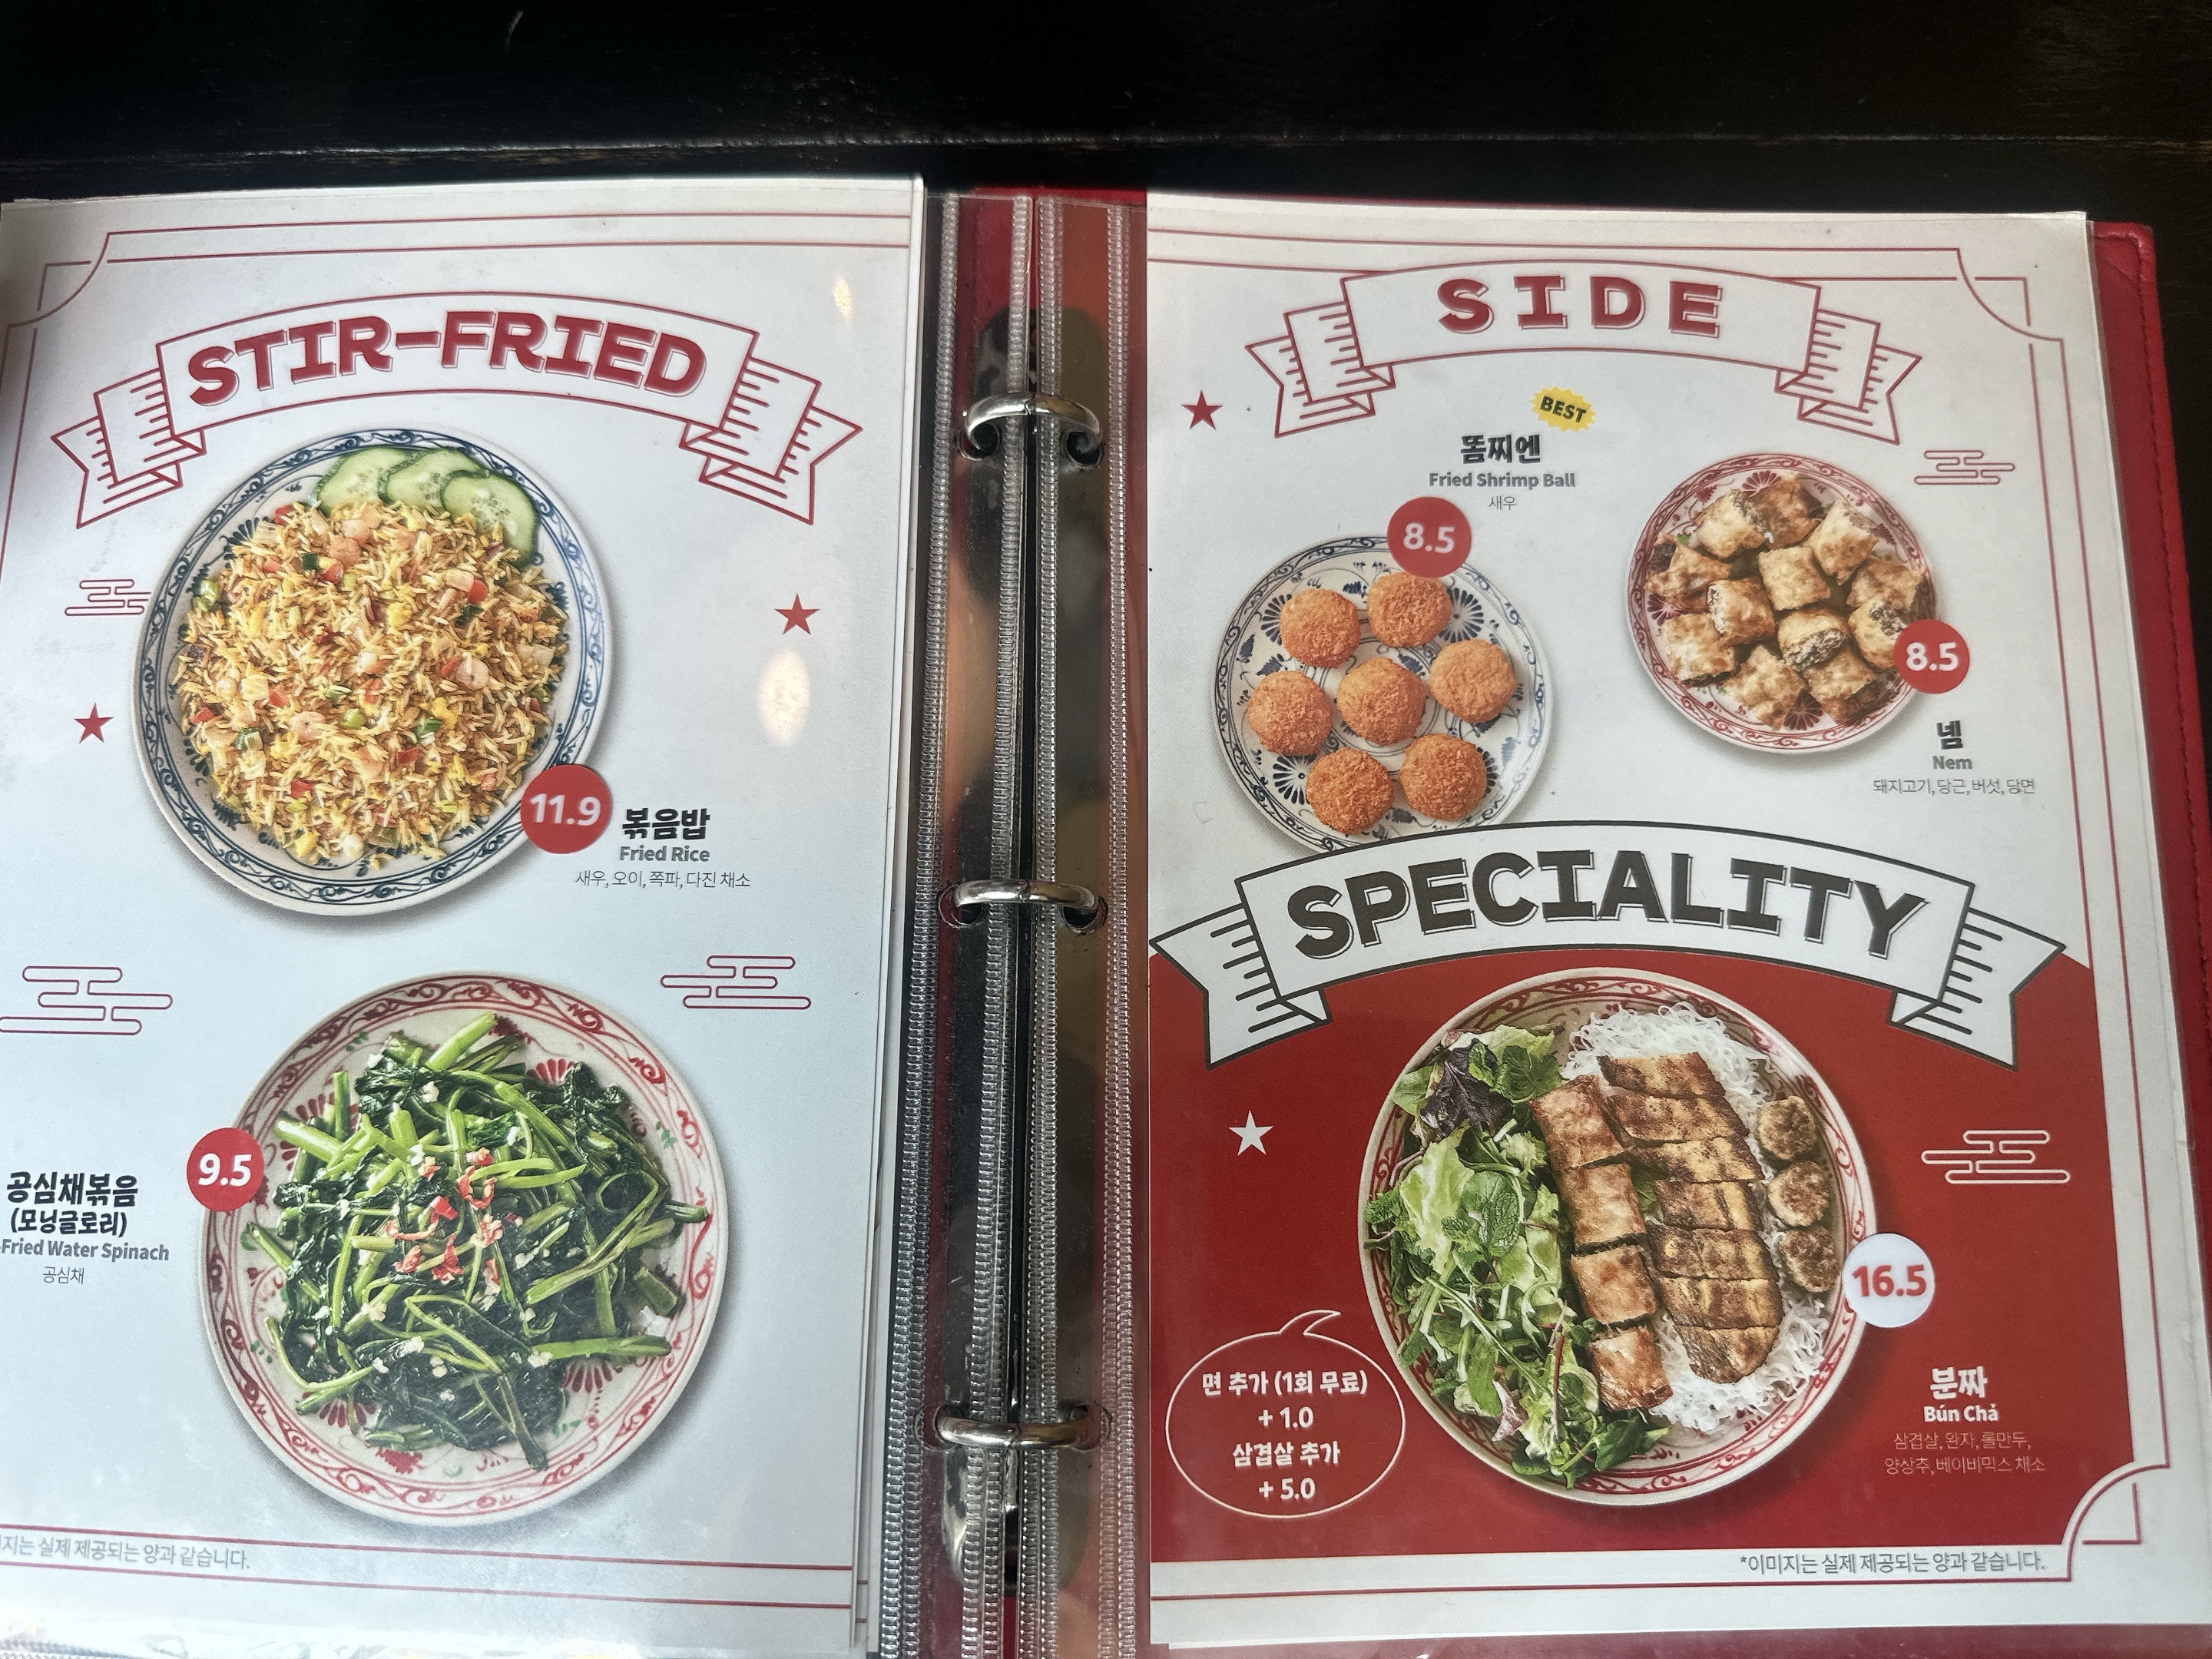 STIR-FRIED
11.9
볶음밥
Fried Rice
새우, 오이, 쪽파, 다진 채소
9.5
공심채볶음
(모닝글로리)
-Fried Water Spinach
공심채
지는 실제 제공되는 양과 같습니다.
SIDE
BEST
똠찌엔
Fried Shrimp Ball
새우
8.5
8.5
넴
Nem
돼지고기, 당근, 버섯, 당면
SPECIALITY
16.5
분짜
Bún Chả
삼겹살, 완자, 롤만두,
양상추, 베이비믹스 채소
면 추가 (1회 무료)
+ 1.0
삼겹살 추가
+ 5.0
*이미지는 실제 제공되는 양과 같습니다.